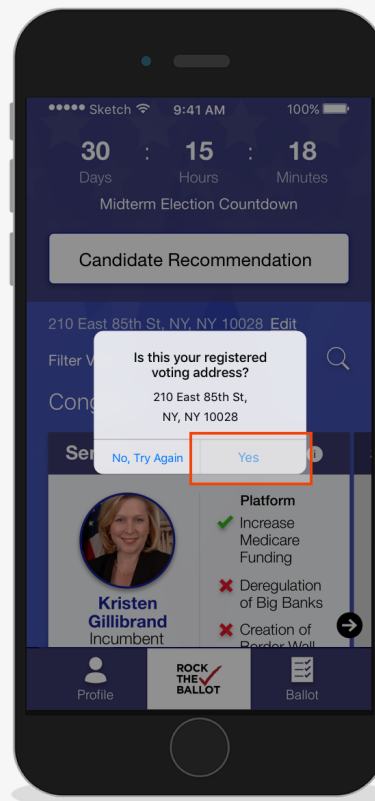 Sketch 9:41 AM 100%
30 : 15 : 18
Days Hours Minutes
Midterm Election Countdown
Candidate Recommendation
210 East 85th St, NY, NY 10028 Edit
Filter
Is this your registered
voting address?
210 East 85th St,
NY, NY 10028
No, Try Again Yes
Platform
Increase
Medicare
Funding
Deregulation
of Big Banks
Creation of
Border Wall
Kristen
Gillibrand
Incumbent
Profile
ROCK
THE
BALLOT
Ballot